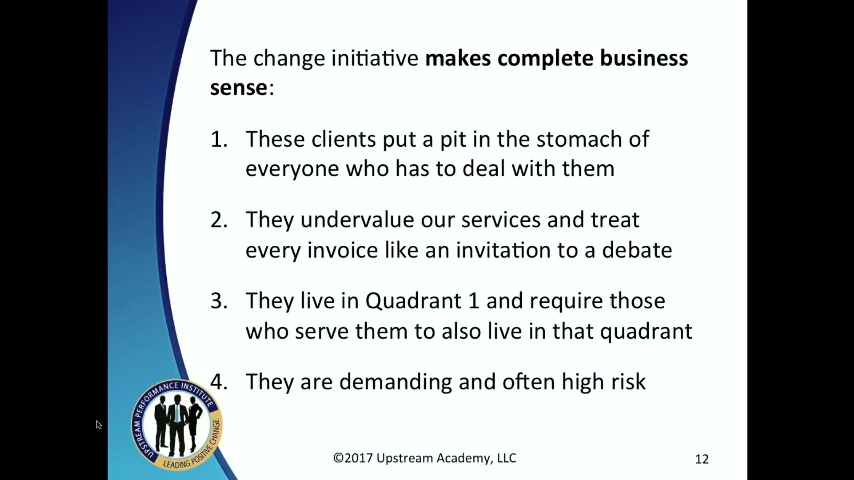 The change initiative makes complete business
sense:
1. These clients put a pit in the stomach of
everyone who has to deal with them
2. They undervalue our services and treat
every invoice like an invitation to a debate
3. They live in Quadrant 1 and require those
who serve them to also live in that quadrant
4. They are demanding and often high risk
UPSTREAM PERFORMANCE INSTITUTE
LEADING POSITIVE CHANGE
©2017 Upstream Academy, LLC
12